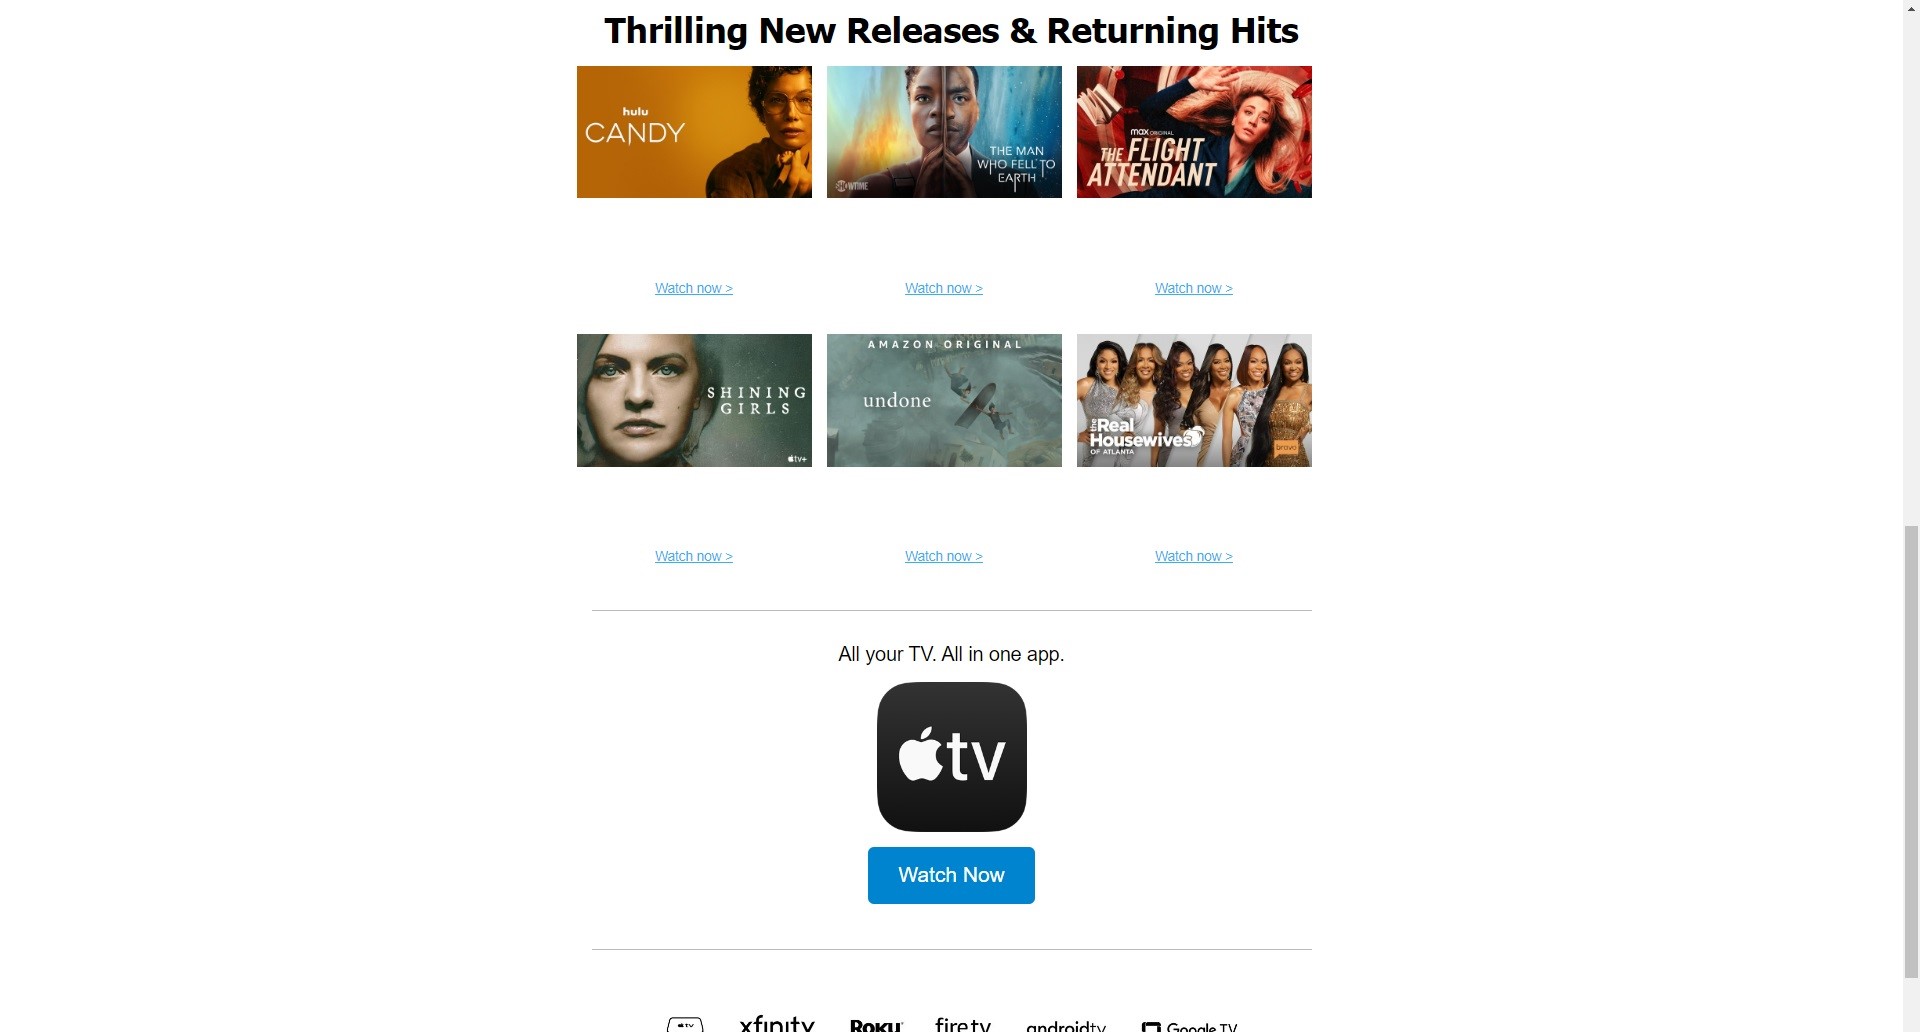 Thrilling New Releases & Returning Hits
hulu
CANDY
THE MAN
WHO FELL TO
EARTH
SHOWTIME
max ORIGINAL
THE FLIGHT
ATTENDANT
Watch now >
Watch now >
Watch now >
SHINING
GIRLS
tv+
AMAZON ORIGINAL
undone
the Real
Housewives
OF ATLANTA
bravo
Watch now >
Watch now >
Watch now >
All your TV. All in one app.
tv
Watch Now
tv
xfinity
Roku
fire tv
androidtv
Google TV